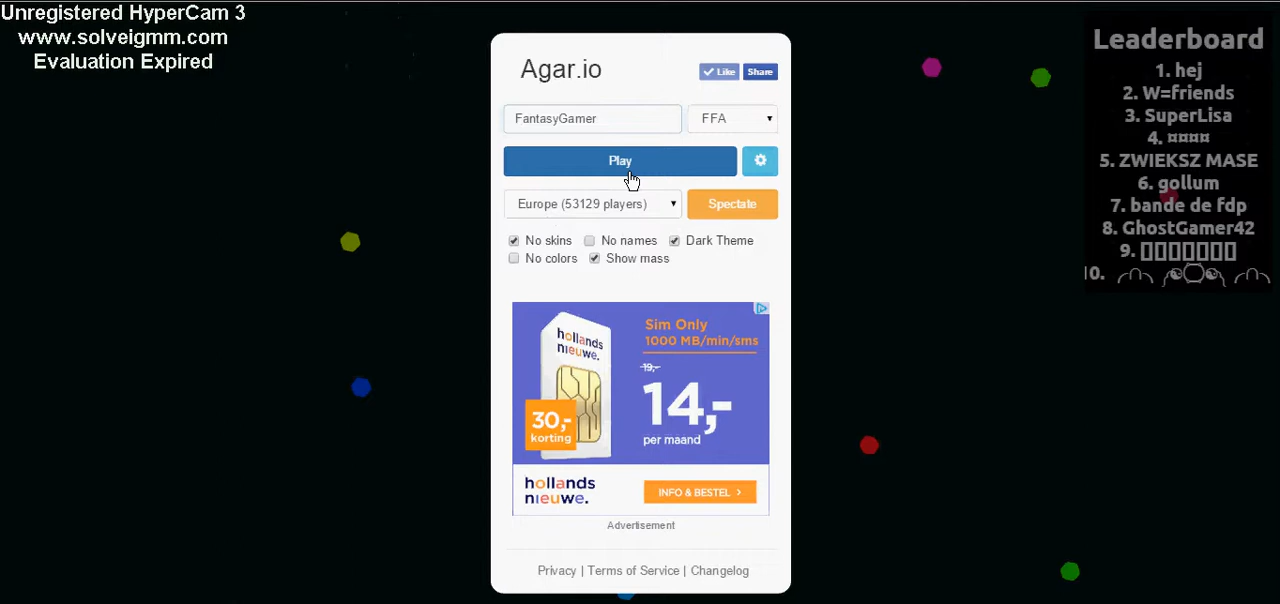 Unregistered HyperCam 3
www.solveigmm.com
Evaluation Expired
Agar.io
Like
Share
FantasyGamer
FFA
Play
Europe (53129 players)
Spectate
No skins
No names
Dark Theme
No colors
Show mass
hollands
nieuwe.
30,-
korting
Sim Only
1000 MB/min/sms
19,-
14,-
per maand
hollands
nieuwe.
INFO & BESTEL >
Advertisement
Privacy | Terms of Service | Changelog
Leaderboard
1. hej
2. W=friends
3. SuperLisa
4. ¤¤¤¤
5. ZWIEKSZ MASE
6. gollum
7. bande de fdp
8. GhostGamer42
9.
10.